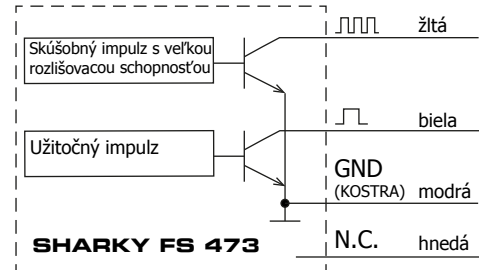 Skúšobný impulz s veľkou
rozlišovacou schopnosťou
žltá
Užitočný impulz
biela
GND
(KOSTRA) modrá
SHARKY FS 473
N.C. hnedá